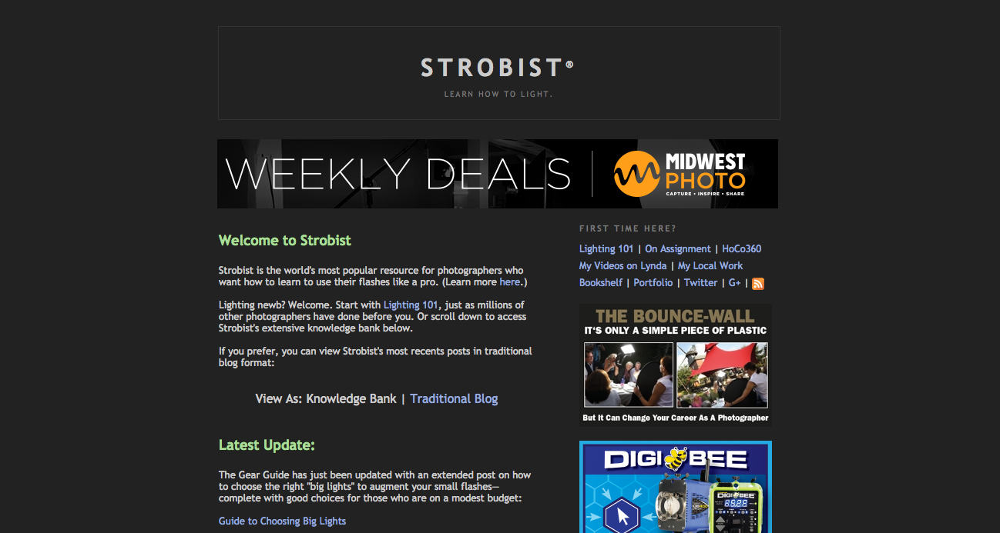 STROBIST®
LEARN HOW TO LIGHT.
WEEKLY DEALS
MIDWEST
PHOTO
CAPTURE • INSPIRE • SHARE
Welcome to Strobist
Strobist is the world's most popular resource for photographers who
want how to learn to use their flashes like a pro. (Learn more here.)
Lighting newb? Welcome. Start with Lighting 101, just as millions of
other photographers have done before you. Or scroll down to access
Strobist's extensive knowledge bank below.
If you prefer, you can view Strobist's most recents posts in traditional
blog format:
View As: Knowledge Bank | Traditional Blog
Latest Update:
The Gear Guide has just been updated with an extended post on how
to choose the right "big lights" to augment your small flashes—
complete with good choices for those who are on a modest budget:
Guide to Choosing Big Lights
FIRST TIME HERE?
Lighting 101 | On Assignment | HoCo360
My Videos on Lynda | My Local Work
Bookshelf | Portfolio | Twitter | G+ |
THE BOUNCE-WALL
IT'S ONLY A SIMPLE PIECE OF PLASTIC
But It Can Change Your Career As A Photographer
DIGI BEE
DIGI BEE